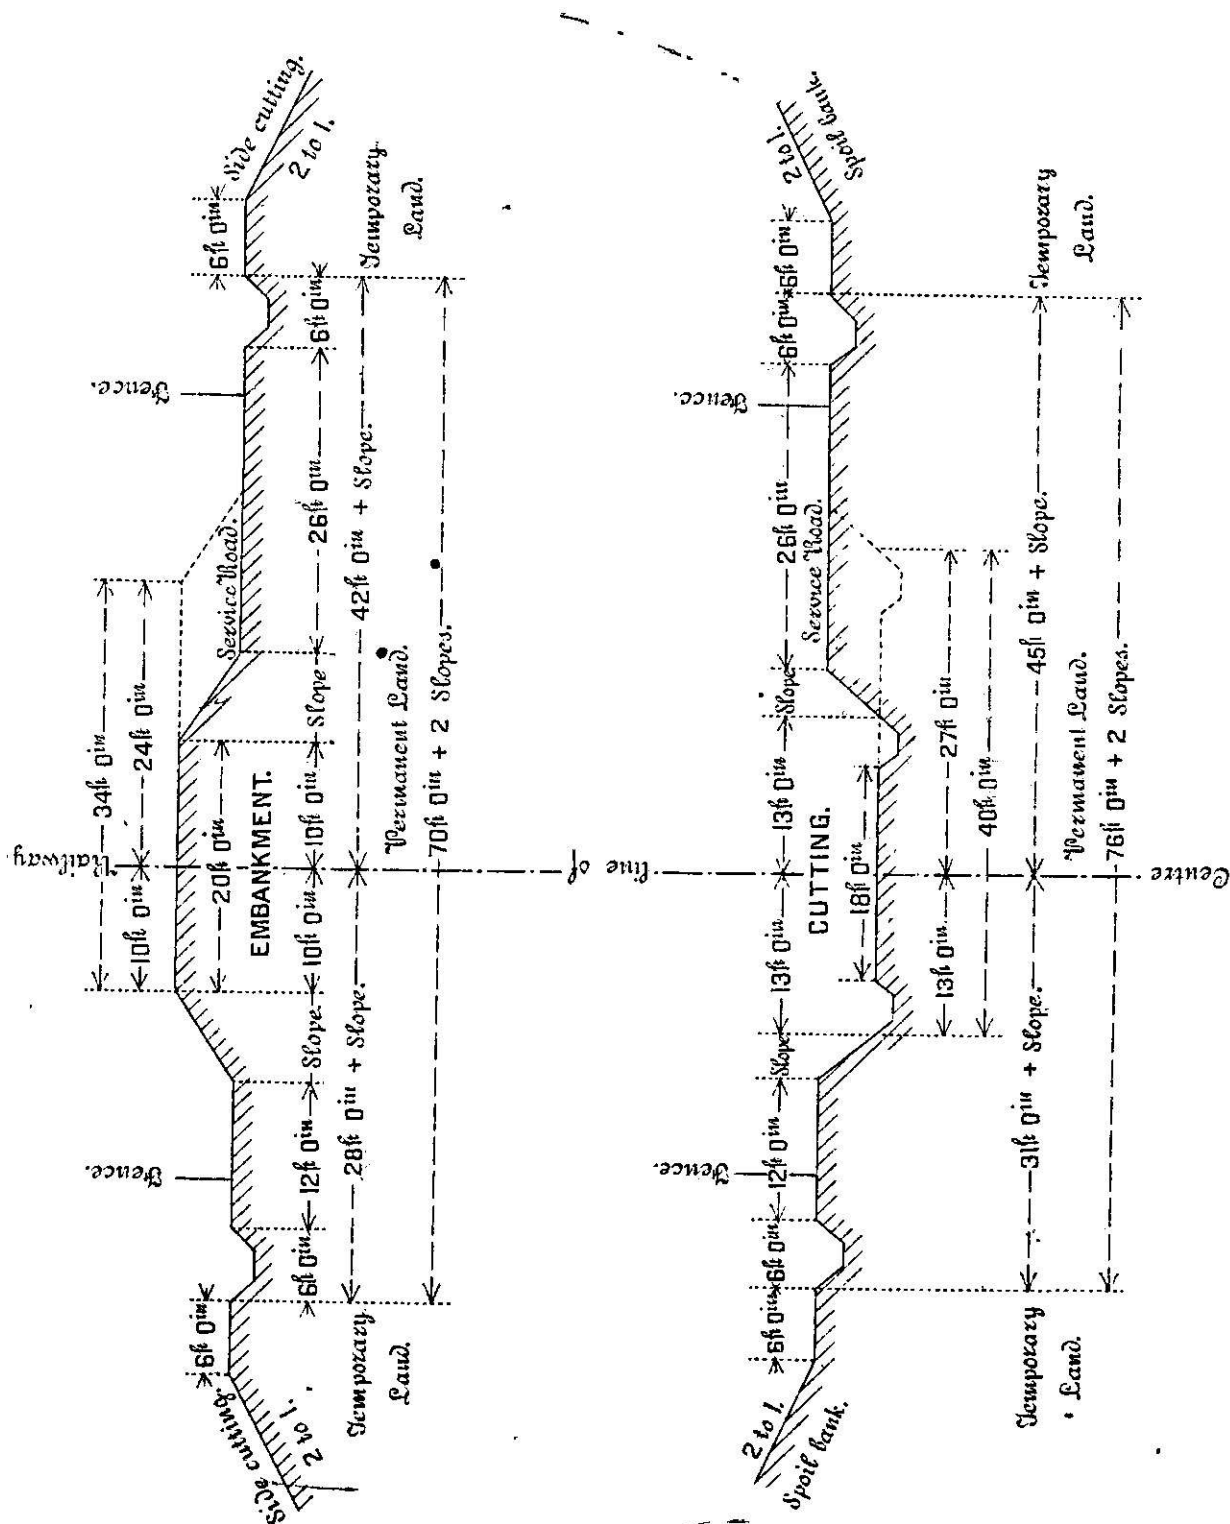 Side cutting.
2 to 1.
6ft 0in
6ft 0in
Temporary
Land.
Fence.
26ft 0in
Service Road.
Slope
42ft 0in + Slope.
34ft 0in
24ft 0in
10ft 0in
20ft 0in
EMBANKMENT.
10ft 0in
10ft 0in
Permanent Land.
70ft 0in + 2 Slopes.
Slope.
28ft 0in + Slope.
Fence.
12ft 0in
6ft 0in
6ft 0in
Temporary
Land.
Side cutting.
2 to 1.
Centre line of Railway.
2 to 1.
Spoil bank.
6ft 0in
6ft 0in
Temporary
Land.
Fence.
26ft 0in
Service Road.
Slope
45ft 0in + Slope.
27ft 0in
40ft 0in
13ft 0in
13ft 0in
CUTTING.
18ft 0in
13ft 0in
Permanent Land.
76ft 0in + 2 Slopes.
Slope
31ft 0in + Slope.
Fence.
12ft 0in
6ft 0in
6ft 0in
Temporary
Land.
2 to 1.
Spoil bank.